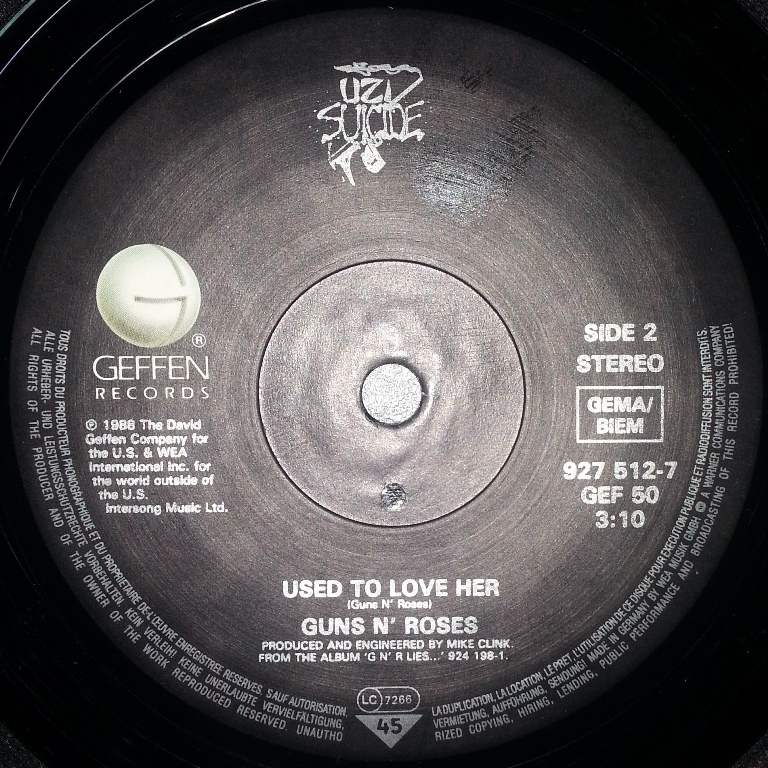 UZI
SUICIDE
®
GEFFEN
RECORDS
℗ 1988 The David
Geffen Company for
the U.S. & WEA
International Inc. for
the world outside of
the U.S.
Intersong Music Ltd.
SIDE 2
STEREO
GEMA/
BIEM
927 512-7
GEF 50
3:10
USED TO LOVE HER
(Guns N' Roses)
GUNS N' ROSES
PRODUCED AND ENGINEERED BY MIKE CLINK.
FROM THE ALBUM 'G N' R LIES...' 924 198-1.
LC 7266
45
TOUS DROITS DU PRODUCTEUR PHONOGRAPHIQUE ET DU PROPRIETAIRE DE L'ŒUVRE ENREGISTREE RESERVES. SAUF AUTORISATION, LA DUPLICATION, LA LOCATION, LE PRET, L'UTILISATION DE CE DISQUE POUR EXECUTION PUBLIQUE ET RADIODIFFUSION SONT INTERDITS.
ALLE URHEBER- UND LEISTUNGSSCHUTZRECHTE VORBEHALTEN. KEIN VERLEIH! KEINE UNERLAUBTE VERVIELFÄLTIGUNG, VERMIETUNG, AUFFÜHRUNG, SENDUNG! MADE IN GERMANY BY WEA MUSIK GMBH A WARNER COMMUNICATIONS COMPANY
ALL RIGHTS OF THE PRODUCER AND OF THE OWNER OF THE WORK REPRODUCED RESERVED. UNAUTHORIZED COPYING, HIRING, LENDING, PUBLIC PERFORMANCE AND BROADCASTING OF THIS RECORD PROHIBITED!